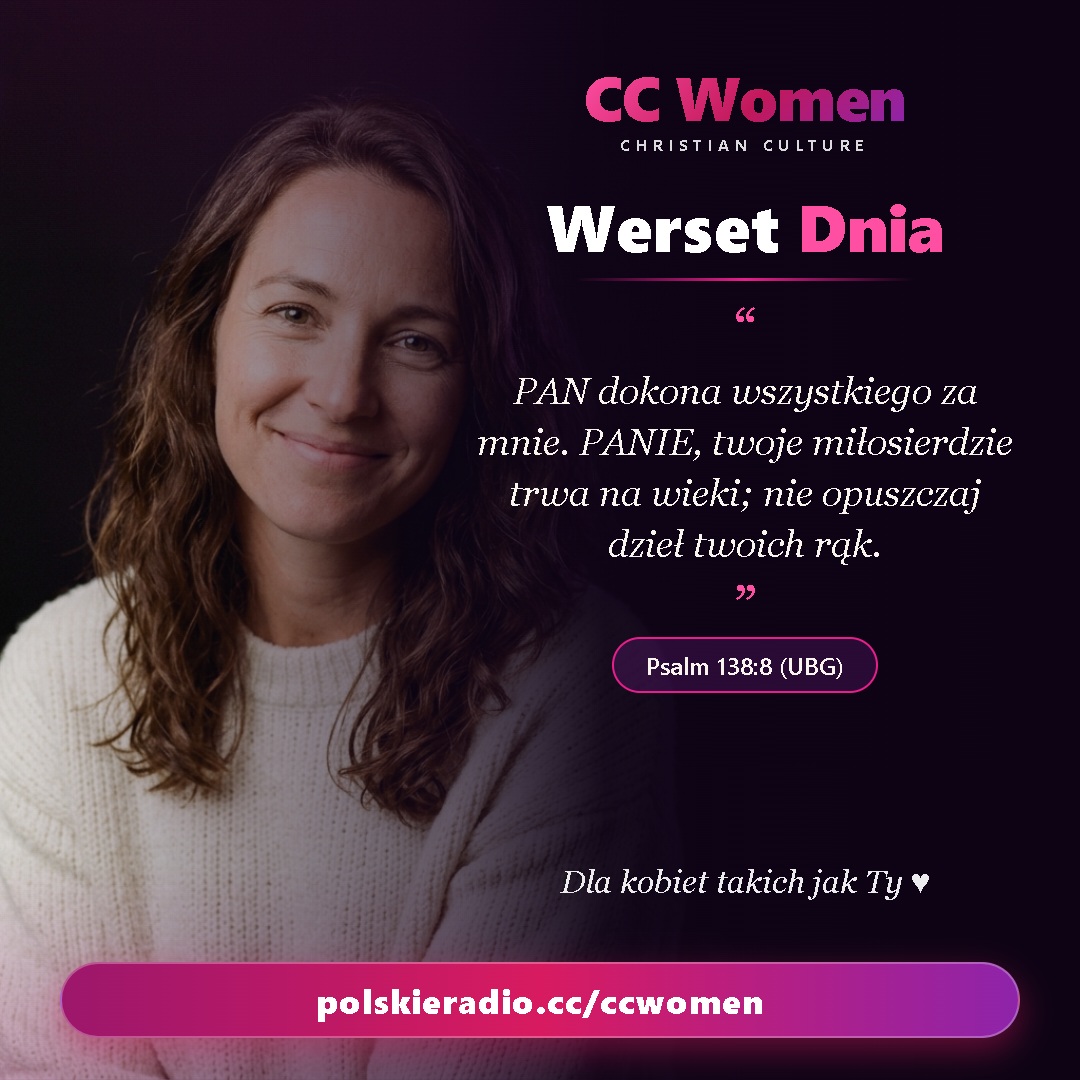 CC Women
CHRISTIAN CULTURE
Werset Dnia
“
PAN dokona wszystkiego za
mnie. PANIE, twoje miłosierdzie
trwa na wieki; nie opuszczaj
dzieł twoich rąk.
”
Psalm 138:8 (UBG)
Dla kobiet takich jak Ty ♥
polskieradio.cc/ccwomen